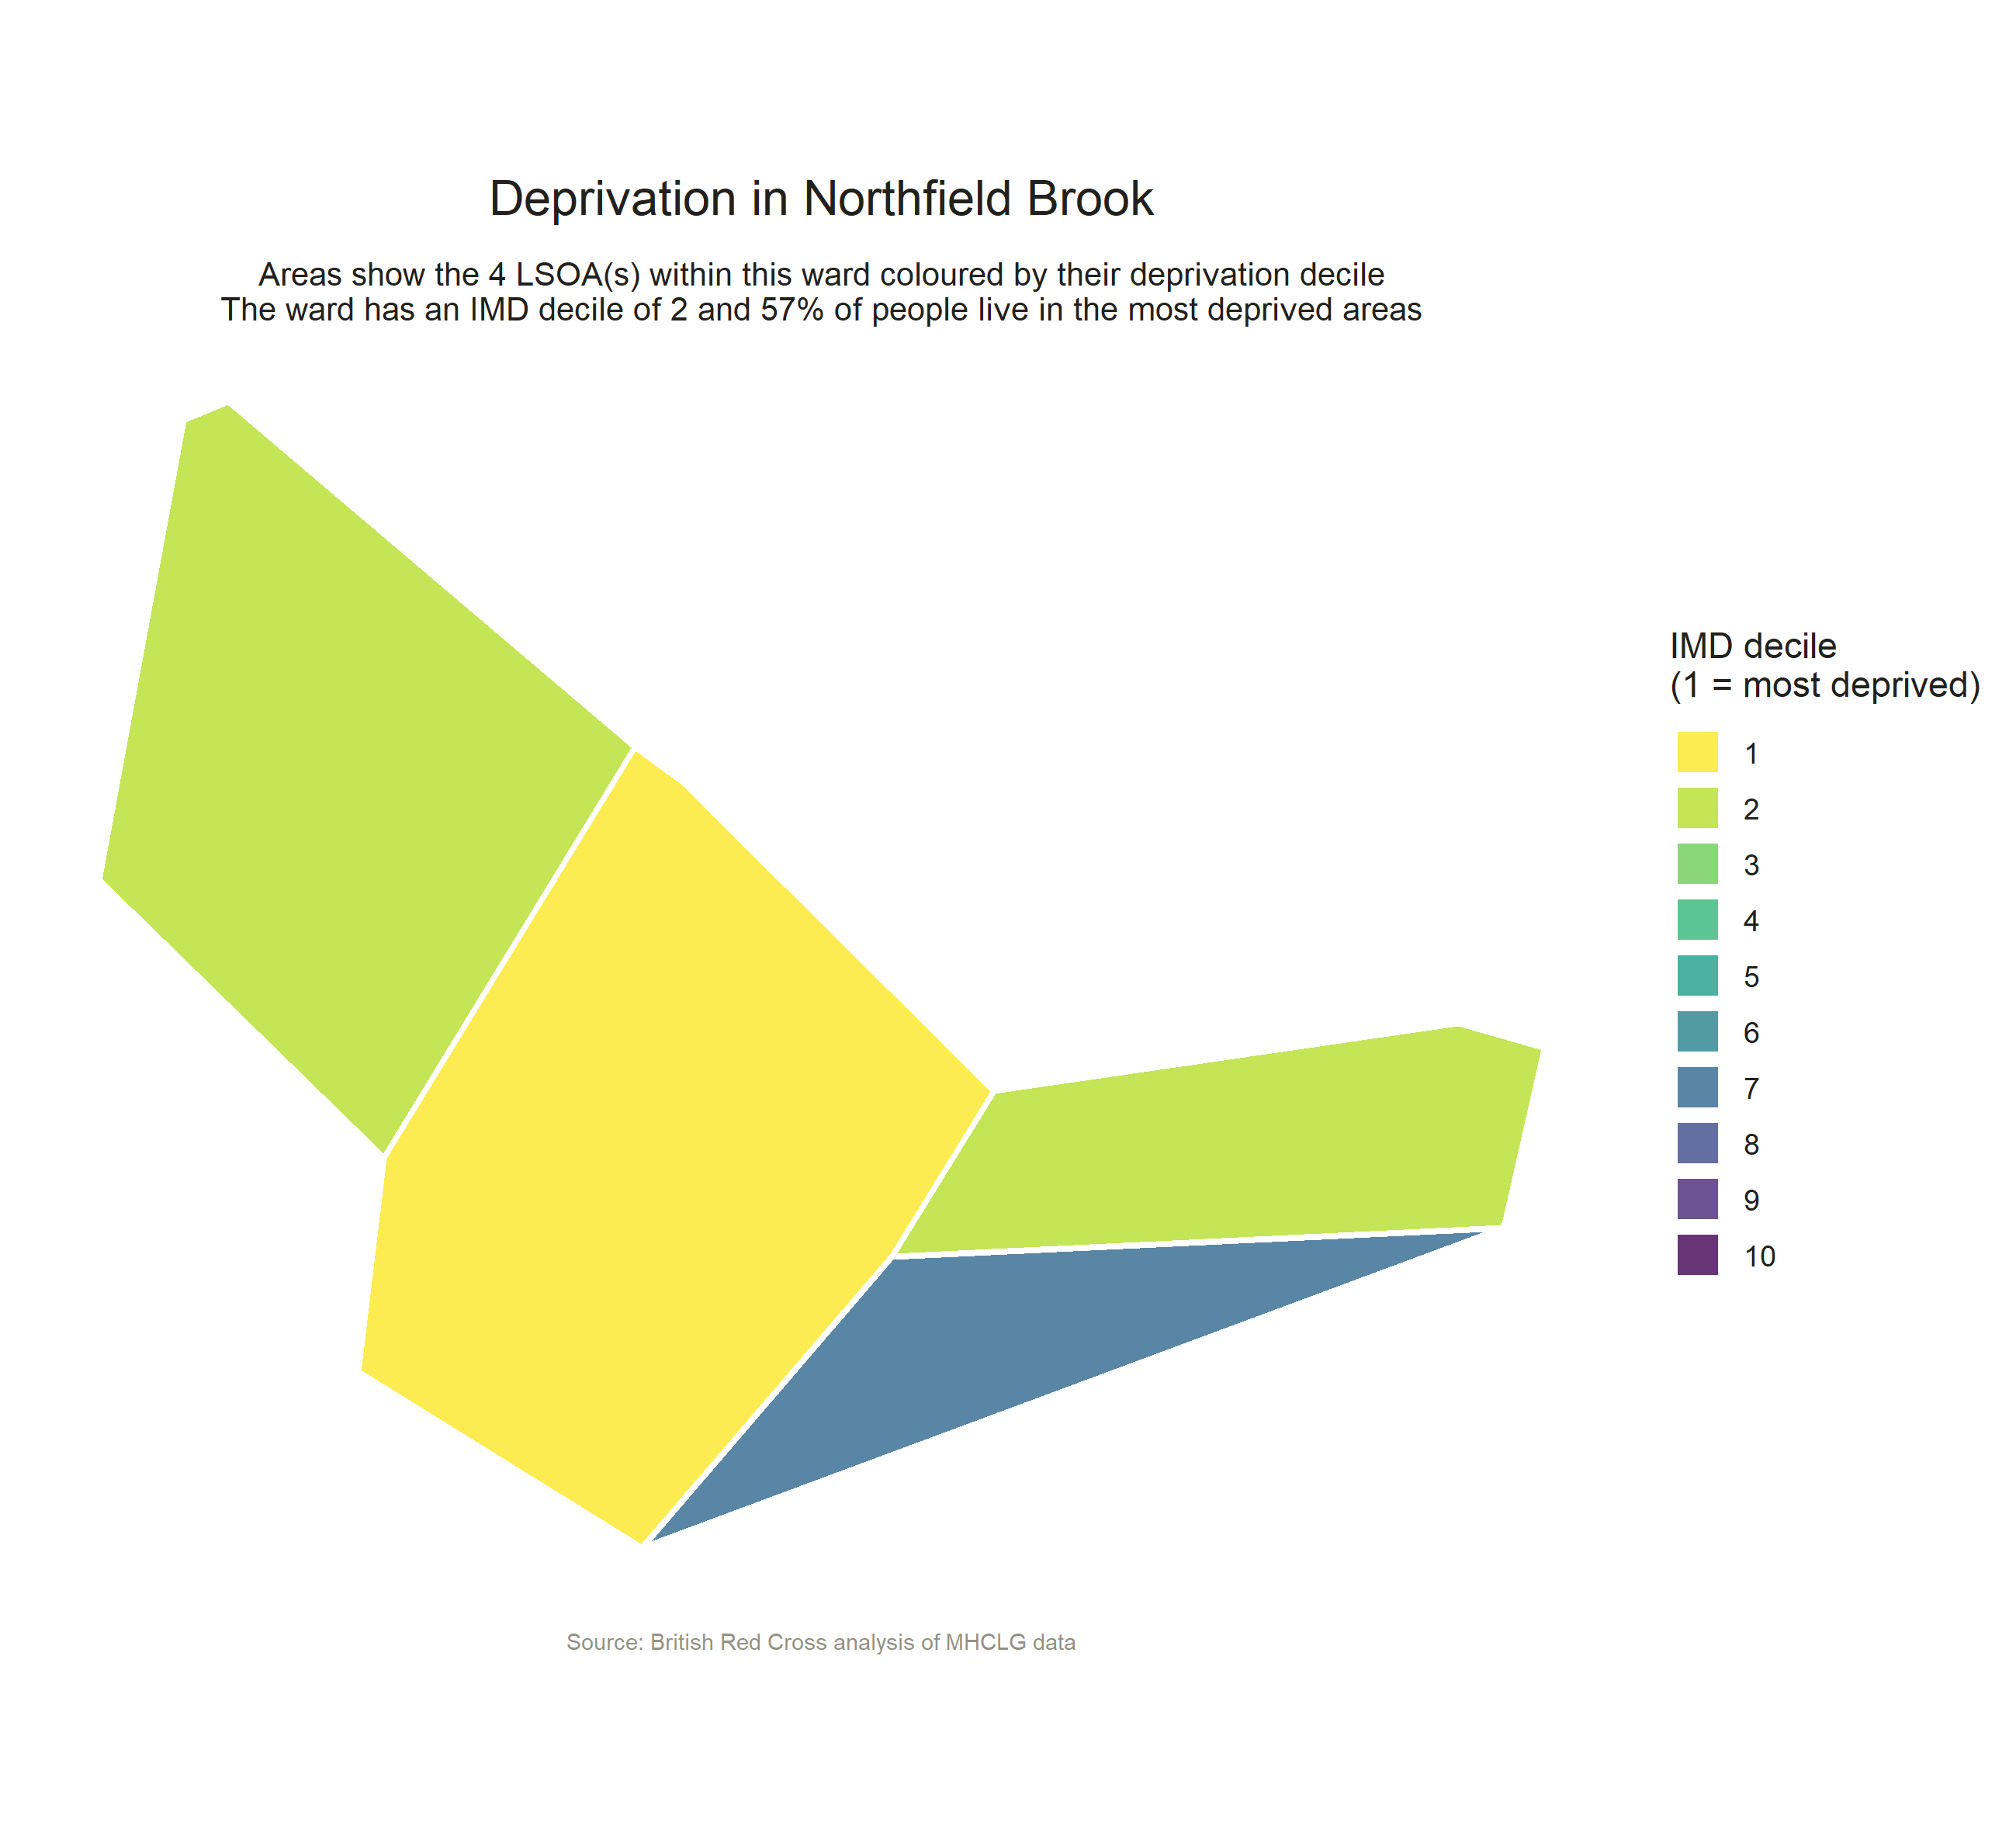 Deprivation in Northfield Brook
Areas show the 4 LSOA(s) within this ward coloured by their deprivation decile
The ward has an IMD decile of 2 and 57% of people live in the most deprived areas
IMD decile
(1 = most deprived)
1
2
3
4
5
6
7
8
9
10
Source: British Red Cross analysis of MHCLG data